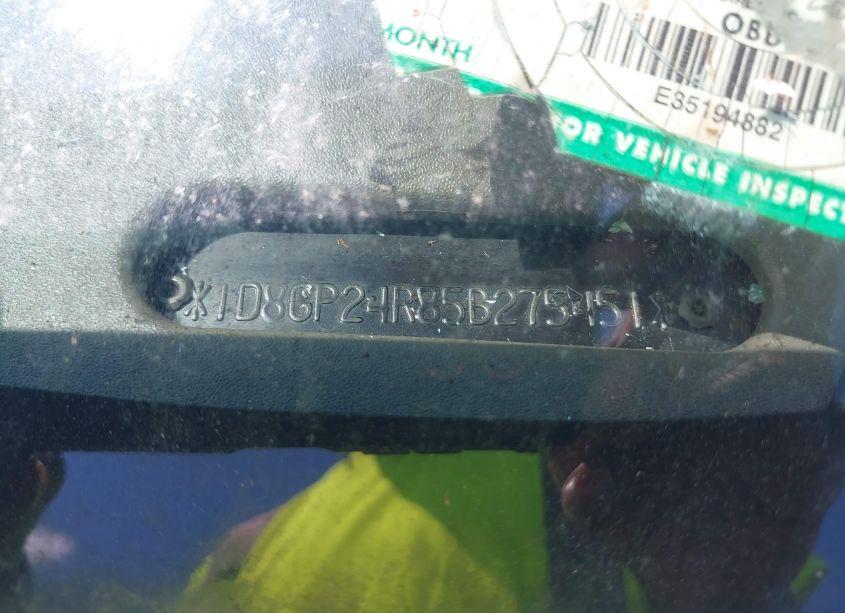 MONTH
OBD
E35194882
OR VEHICLE INSPECT
*1D8GP24R85B275451*